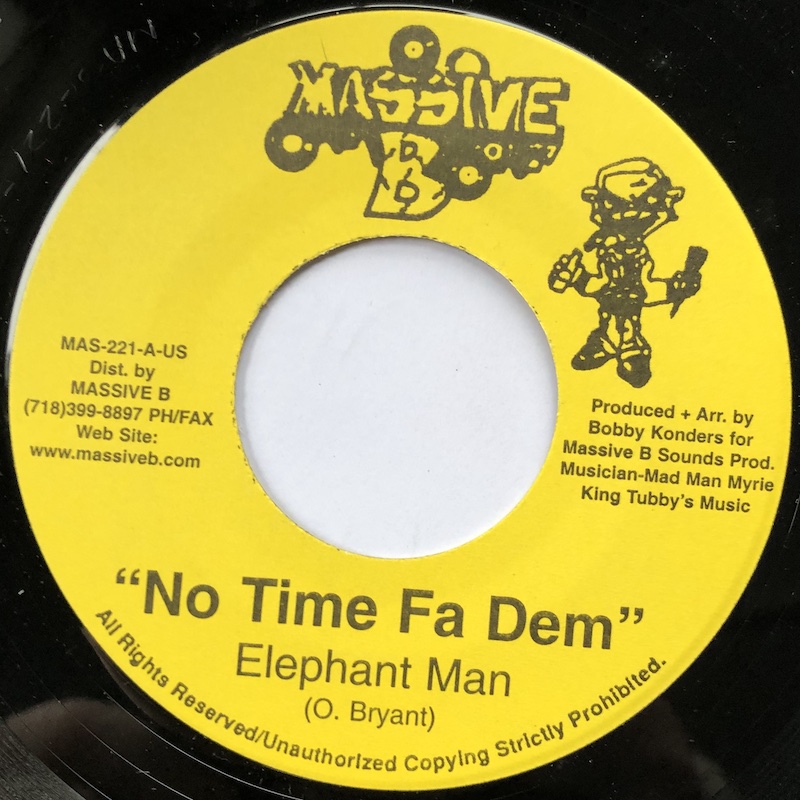 MASSIVE
B
MAS-221-A-US
Dist. by
MASSIVE B
(718)399-8897 PH/FAX
Web Site:
www.massiveb.com
Produced + Arr. by
Bobby Konders for
Massive B Sounds Prod.
Musician-Mad Man Myrie
King Tubby's Music
“No Time Fa Dem”
Elephant Man
(O. Bryant)
All Rights Reserved/Unauthorized Copying Strictly Prohibited.